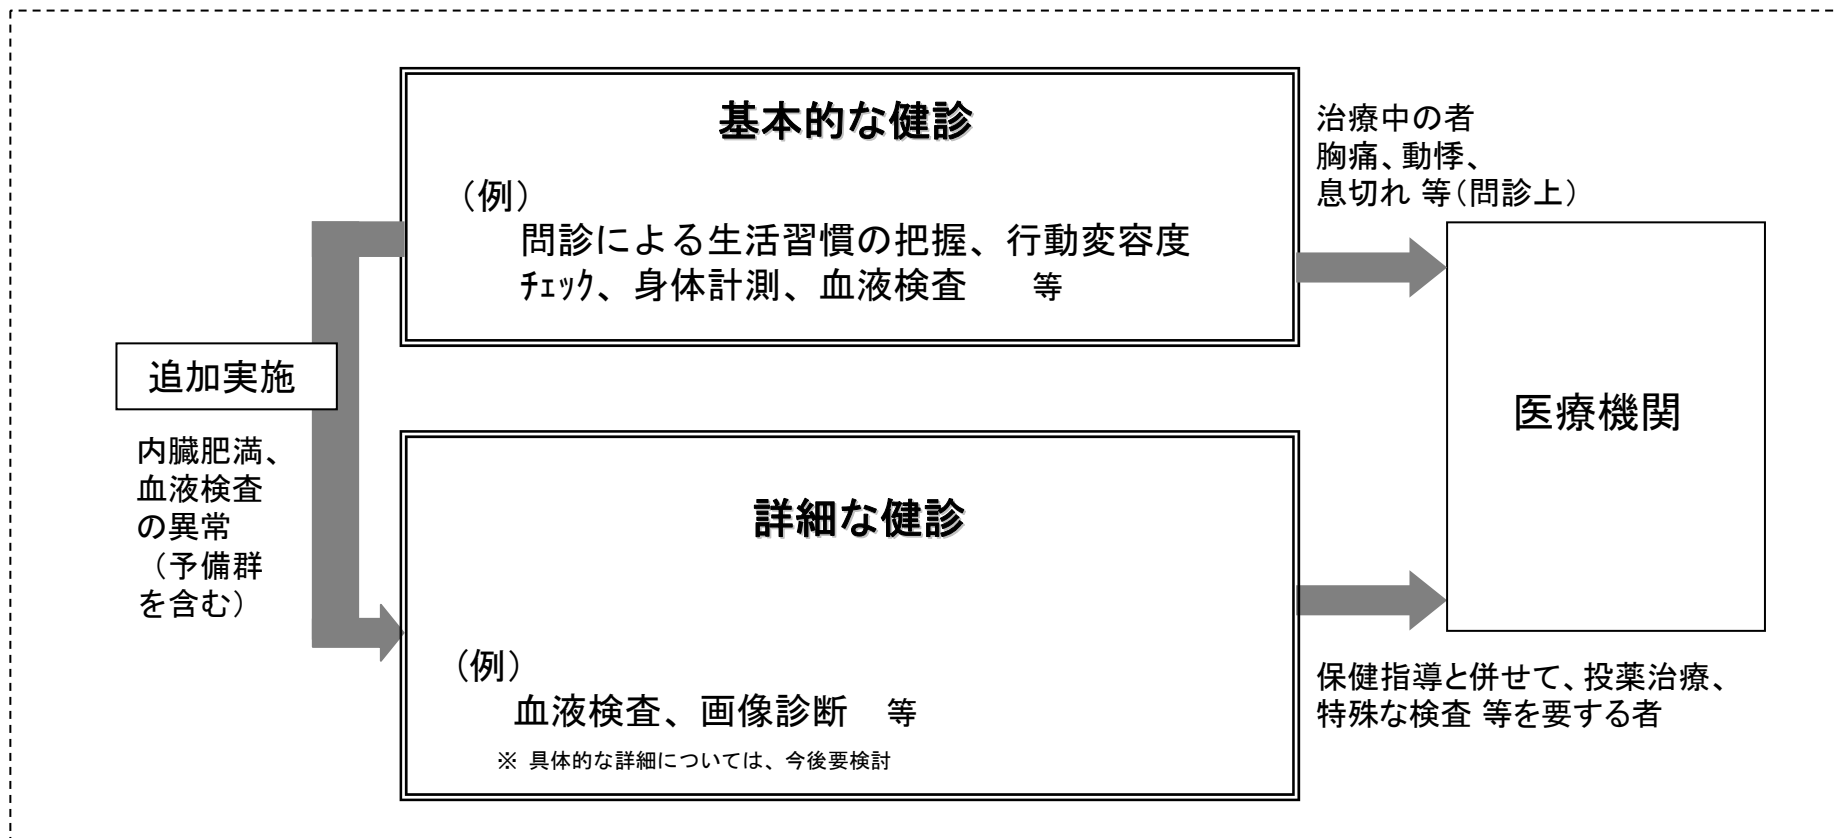 基本的な健診
（例）
問診による生活習慣の把握、行動変容度
ﾁｪｯｸ、身体計測、血液検査　等
治療中の者
胸痛、動悸、
息切れ 等（問診上）
追加実施
内臓肥満、
血液検査
の異常
（予備群
を含む）
医療機関
詳細な健診
（例）
血液検査、画像診断　等
※ 具体的な詳細については、今後要検討
保健指導と併せて、投薬治療、
特殊な検査 等を要する者